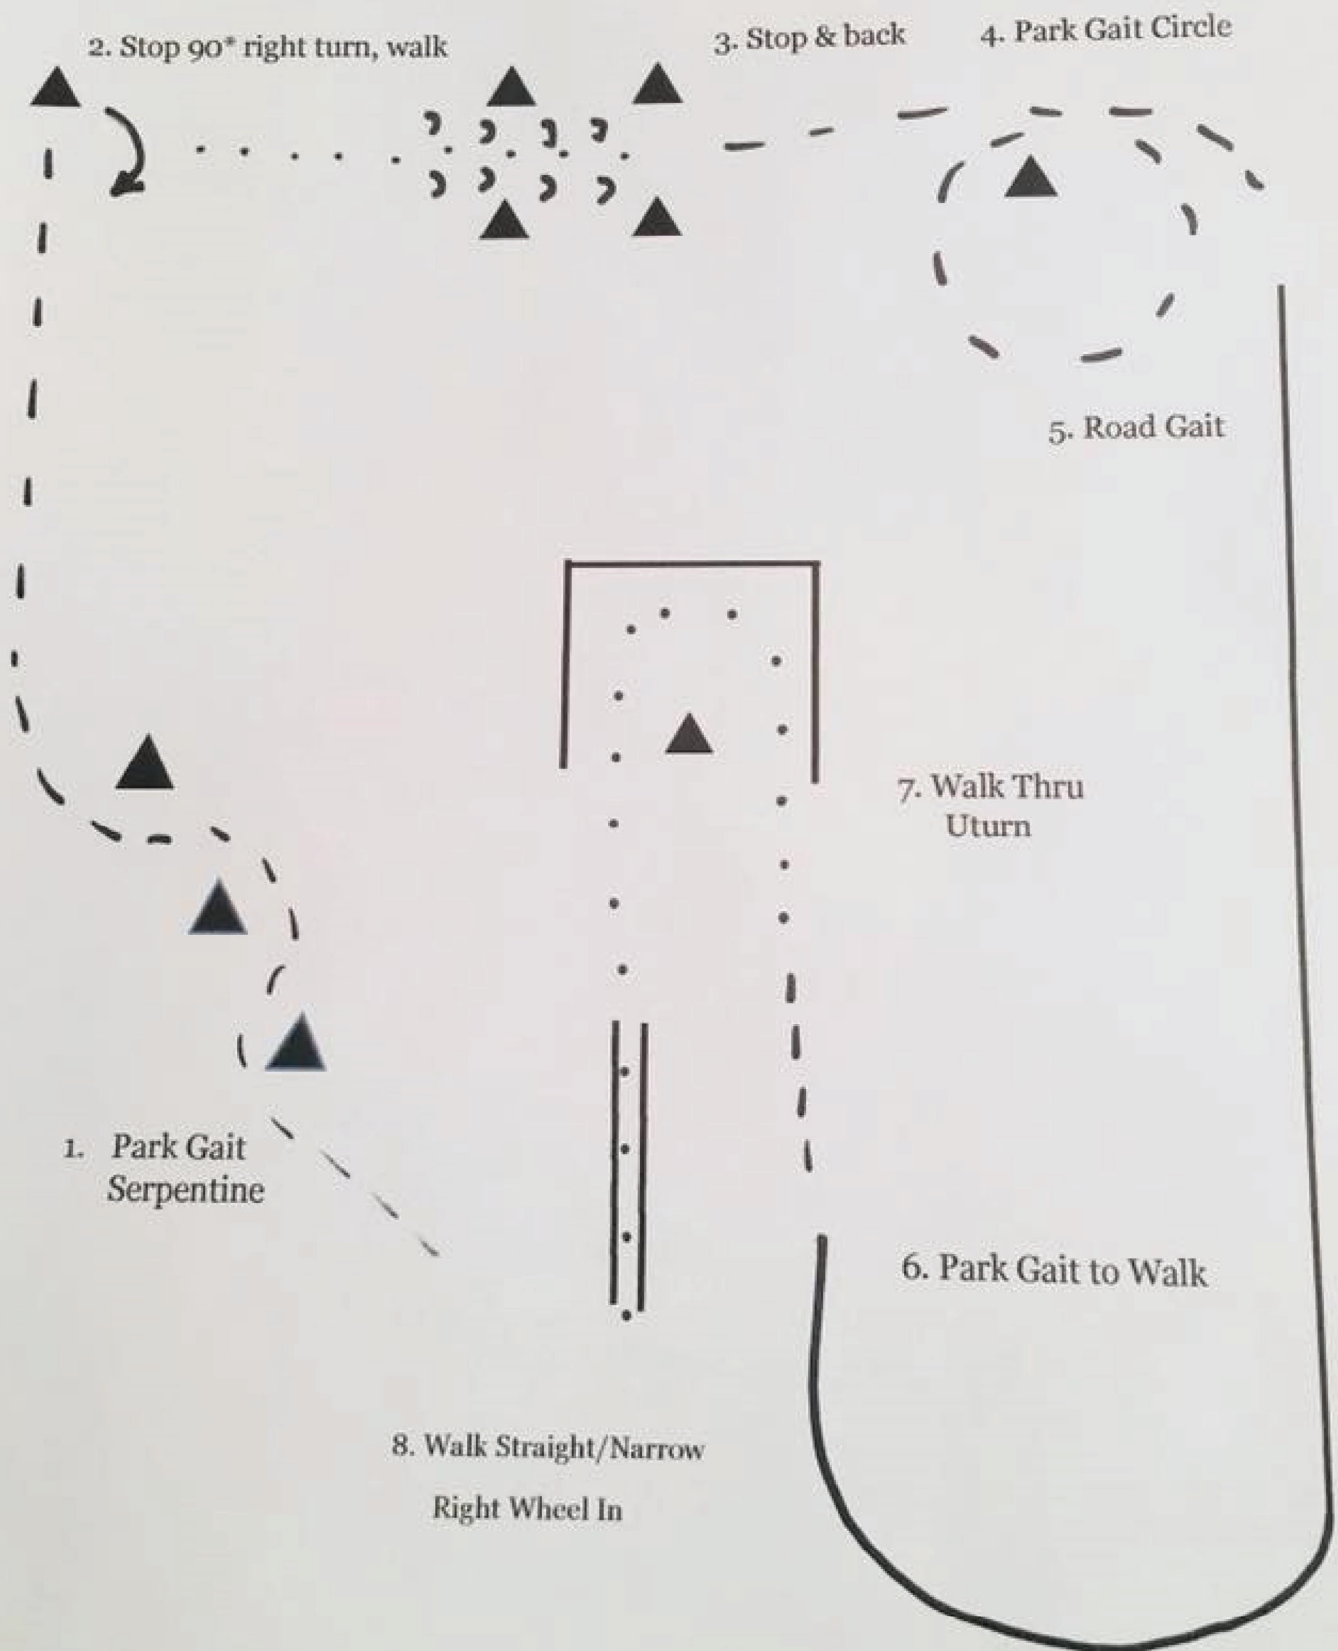 2. Stop 90* right turn, walk
3. Stop & back
4. Park Gait Circle
5. Road Gait
7. Walk Thru
Uturn
1. Park Gait
Serpentine
6. Park Gait to Walk
8. Walk Straight/Narrow
Right Wheel In